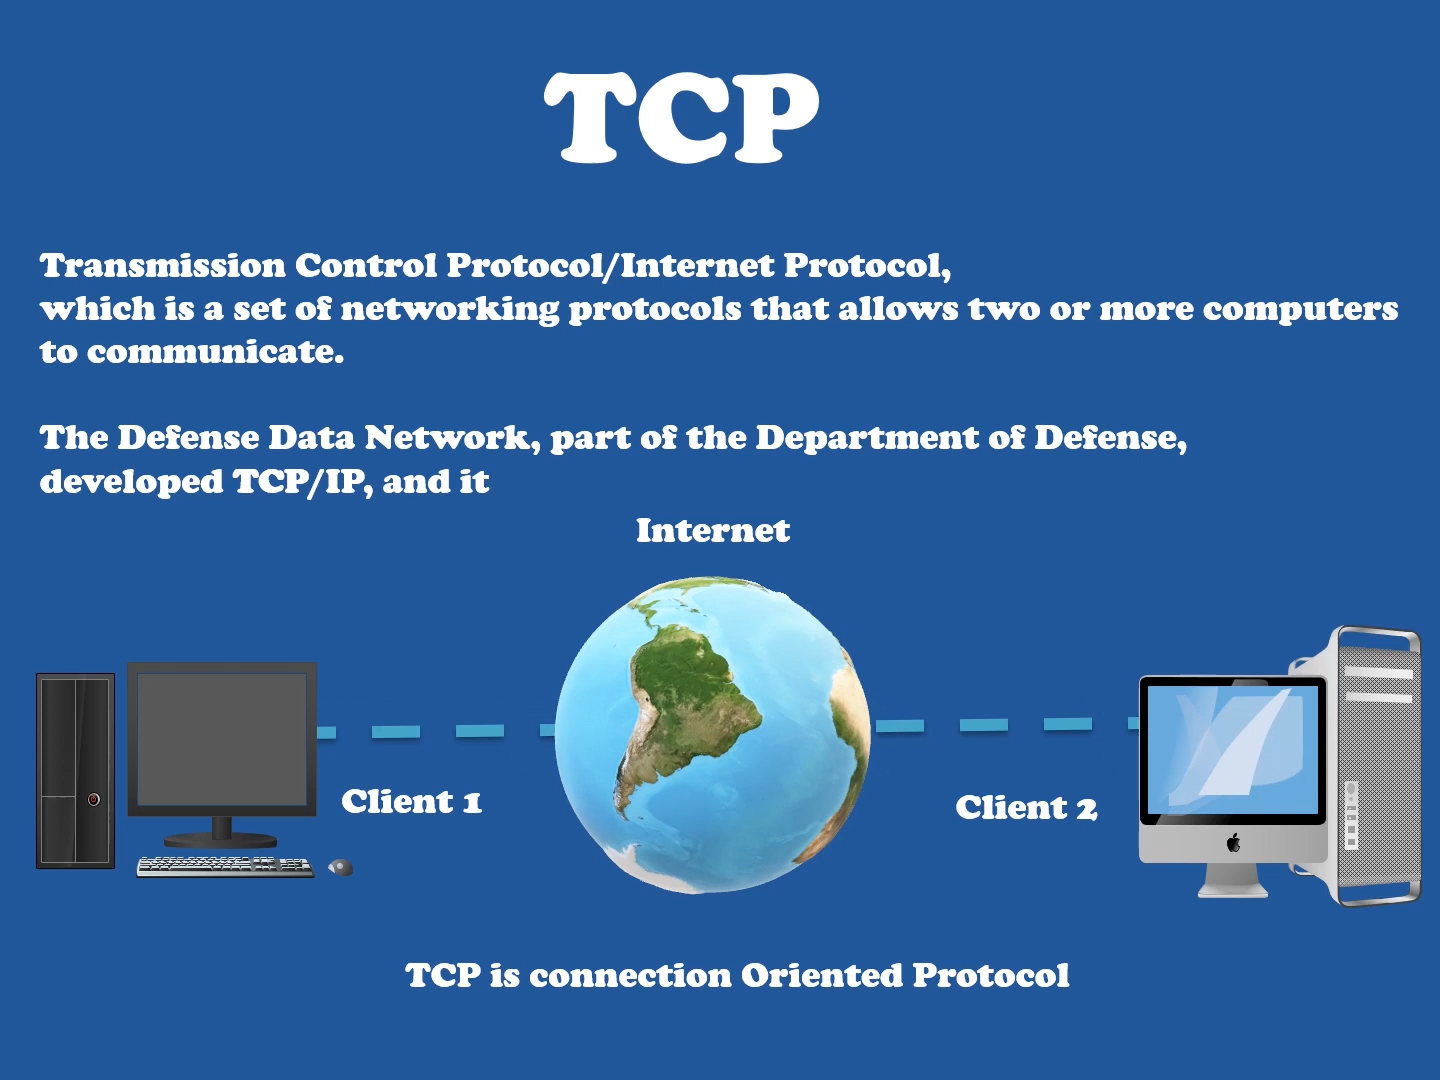 TCP
Transmission Control Protocol/Internet Protocol,
which is a set of networking protocols that allows two or more computers
to communicate.
The Defense Data Network, part of the Department of Defense,
developed TCP/IP, and it
Internet
Client 1
Client 2
TCP is connection Oriented Protocol